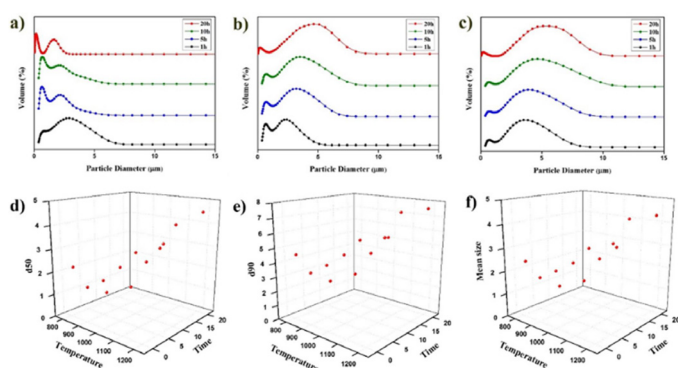 a)
20h
10h
5h
1h
Volume (%)
0 5 10 15
Particle Diameter (μm)
b)
20h
10h
5h
1h
Volume (%)
0 5 10 15
Particle Diameter (μm)
c)
20h
10h
5h
1h
Volume (%)
0 5 10 15
Particle Diameter (μm)
d)
5
4
3
2
1
0
d50
800
900
1000
1100
1200
Temperature
0
5
10
15
20
Time
e)
8
7
6
5
4
3
2
1
0
d90
800
900
1000
1100
1200
Temperature
0
5
10
15
20
Time
f)
5
4
3
2
1
0
Mean size
800
900
1000
1100
1200
Temperature
0
5
10
15
20
Time